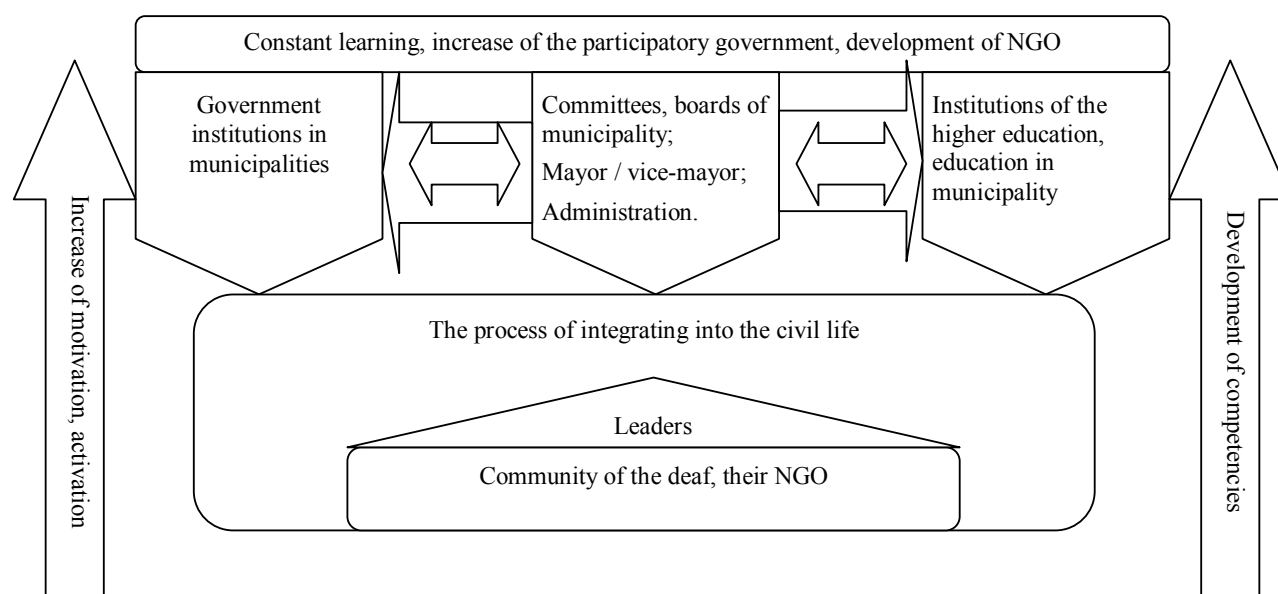 Constant learning, increase of the participatory government, development of NGO
Government
institutions in
municipalities
Committees, boards of
municipality;
Mayor / vice-mayor;
Administration.
Institutions of the
higher education,
education in
municipality
Increase of motivation, activation
Development of competencies
The process of integrating into the civil life
Leaders
Community of the deaf, their NGO